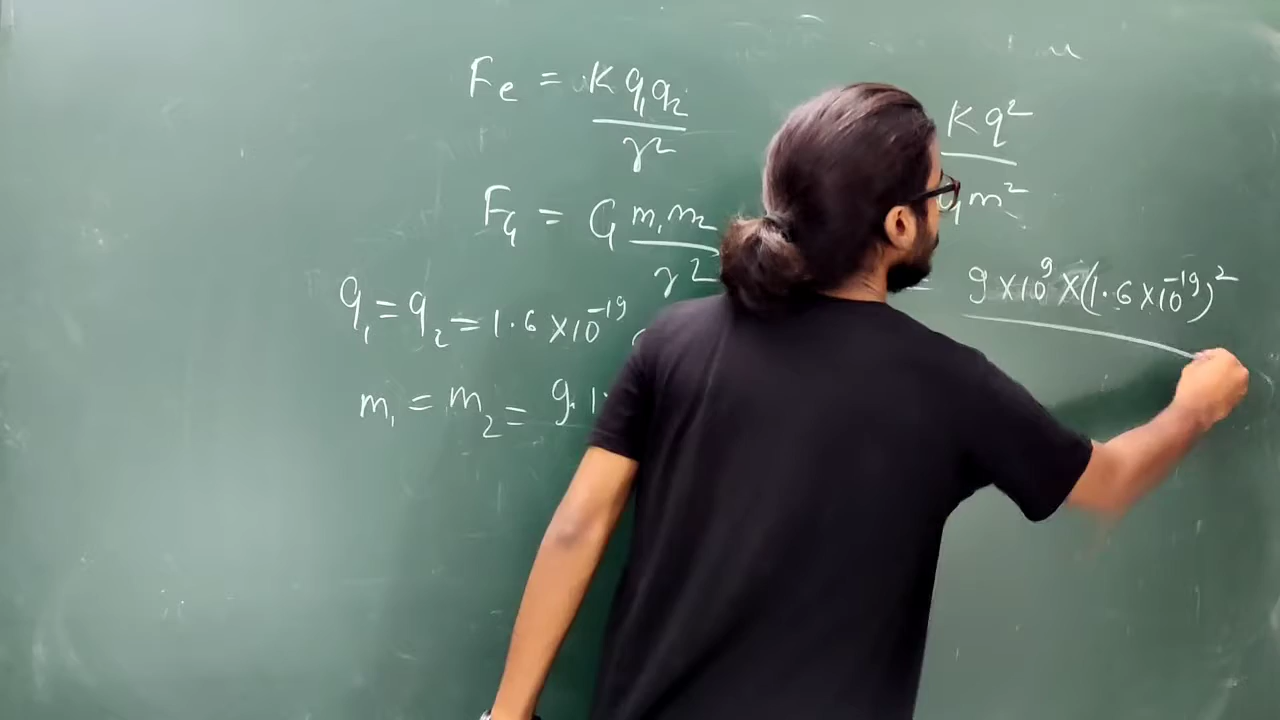 Fe = K q₁q₂ / r²
F_G = G m₁m₂ / r²
q₁ = q₂ = 1.6 × 10⁻¹⁹
m₁ = m₂ = 9.1
K q² / G m²
= 9 × 10⁹ × (1.6 × 10⁻¹⁹)²